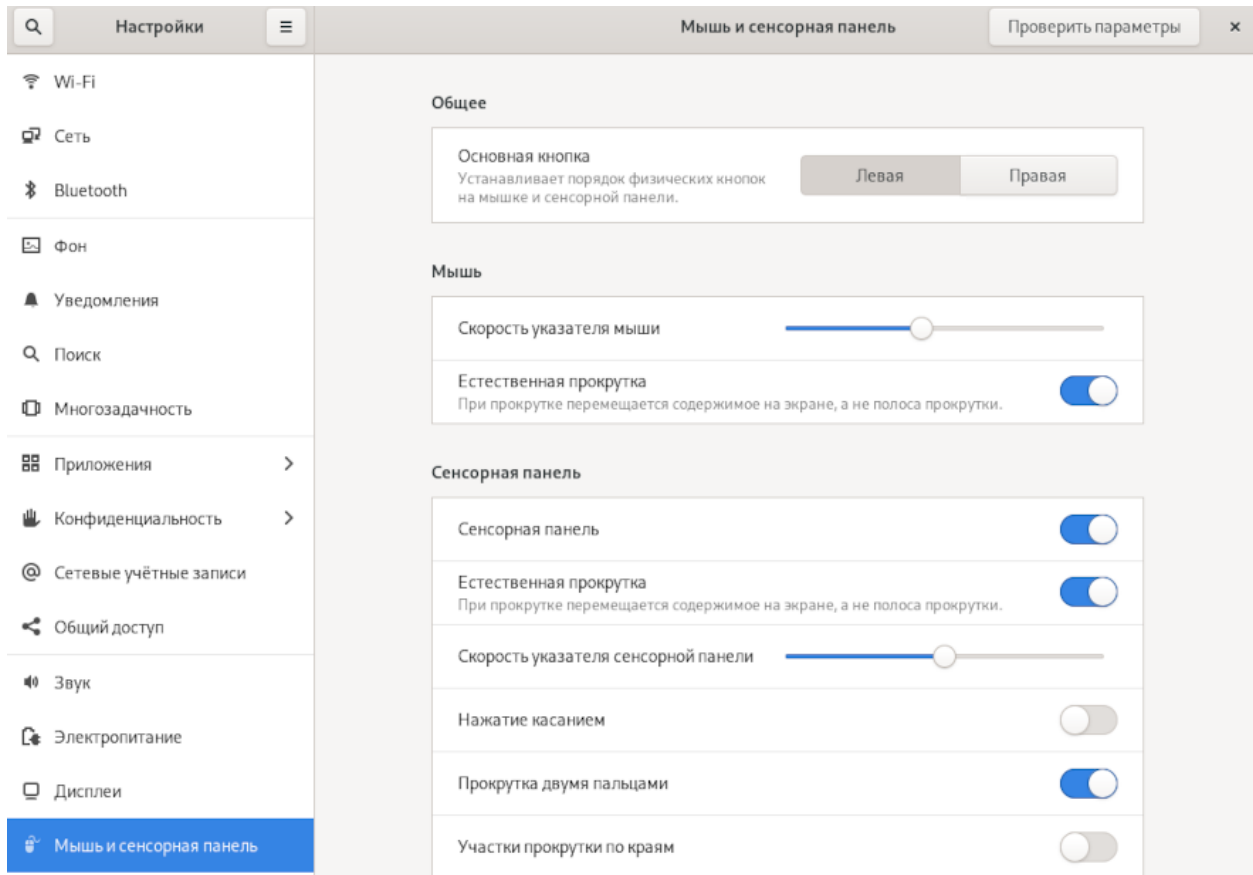 Настройки
Мышь и сенсорная панель
Проверить параметры
Wi-Fi
Сеть
Bluetooth
Фон
Уведомления
Поиск
Многозадачность
Приложения
Конфиденциальность
Сетевые учётные записи
Общий доступ
Звук
Электропитание
Дисплеи
Мышь и сенсорная панель
Общее
Основная кнопка
Устанавливает порядок физических кнопок
на мышке и сенсорной панели.
Левая
Правая
Мышь
Скорость указателя мыши
Естественная прокрутка
При прокрутке перемещается содержимое на экране, а не полоса прокрутки.
Сенсорная панель
Сенсорная панель
Естественная прокрутка
При прокрутке перемещается содержимое на экране, а не полоса прокрутки.
Скорость указателя сенсорной панели
Нажатие касанием
Прокрутка двумя пальцами
Участки прокрутки по краям